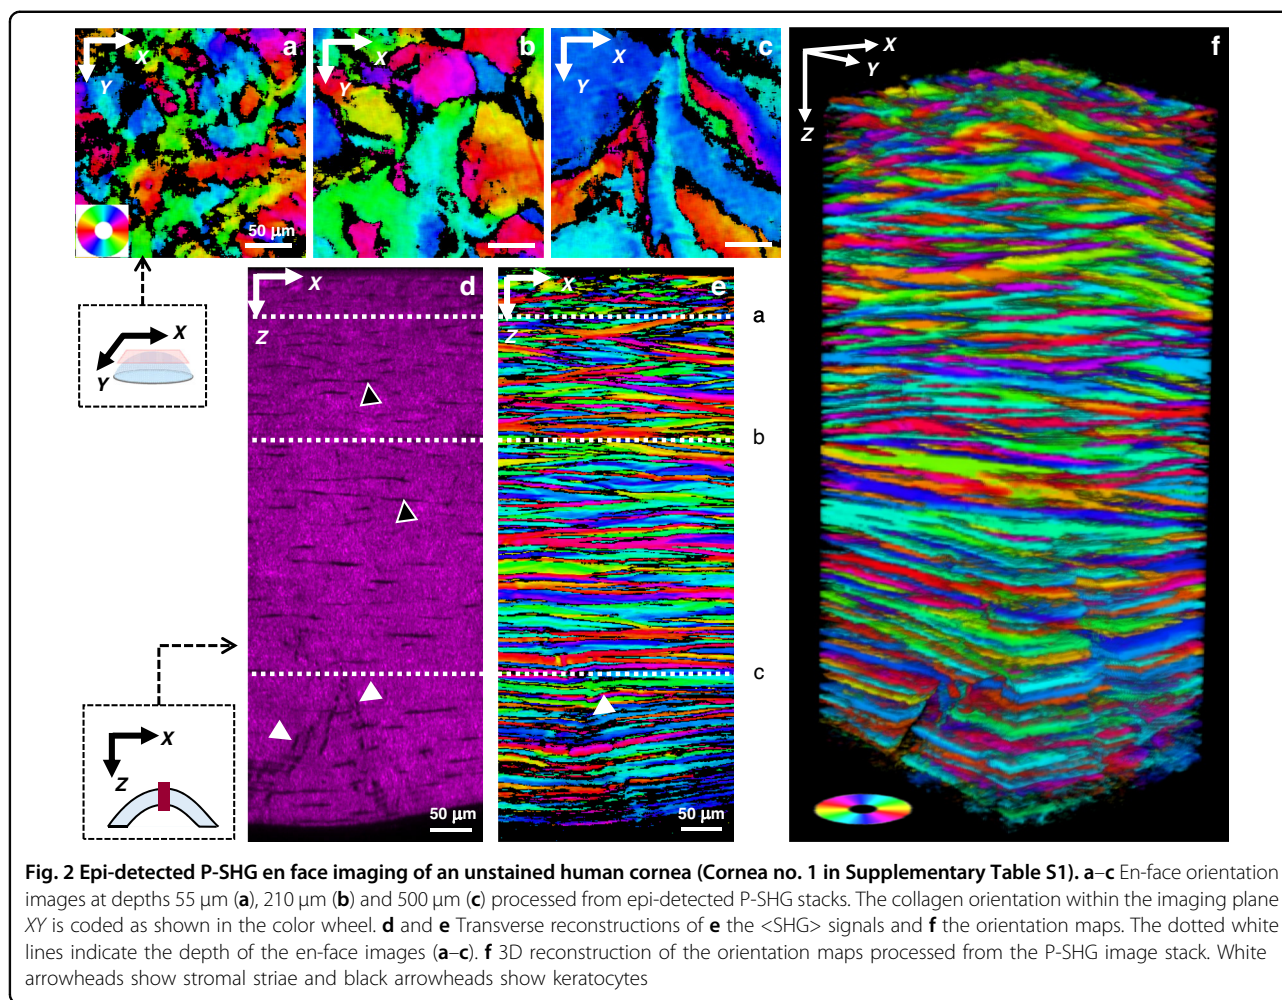 X
Y
a
50 µm
X
Y
b
X
Y
c
X
Y
Z
f
X
Y
X
Z
d
50 µm
X
Z
e
50 µm
a
b
c
X
Z
Fig. 2 Epi-detected P-SHG en face imaging of an unstained human cornea (Cornea no. 1 in Supplementary Table S1). a–c En-face orientation
images at depths 55 µm (a), 210 µm (b) and 500 µm (c) processed from epi-detected P-SHG stacks. The collagen orientation within the imaging plane
XY is coded as shown in the color wheel. d and e Transverse reconstructions of e the <SHG> signals and f the orientation maps. The dotted white
lines indicate the depth of the en-face images (a–c). f 3D reconstruction of the orientation maps processed from the P-SHG image stack. White
arrowheads show stromal striae and black arrowheads show keratocytes